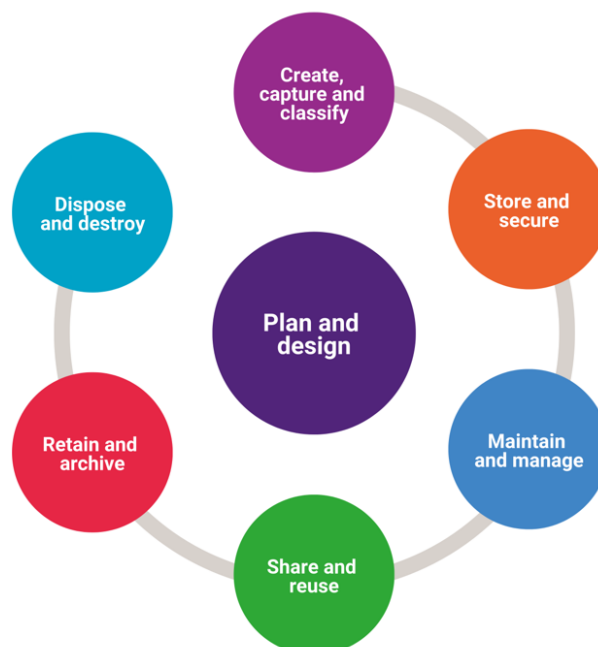 Create,
capture and
classify
Store and
secure
Maintain
and manage
Share and
reuse
Retain and
archive
Dispose
and destroy
Plan and
design